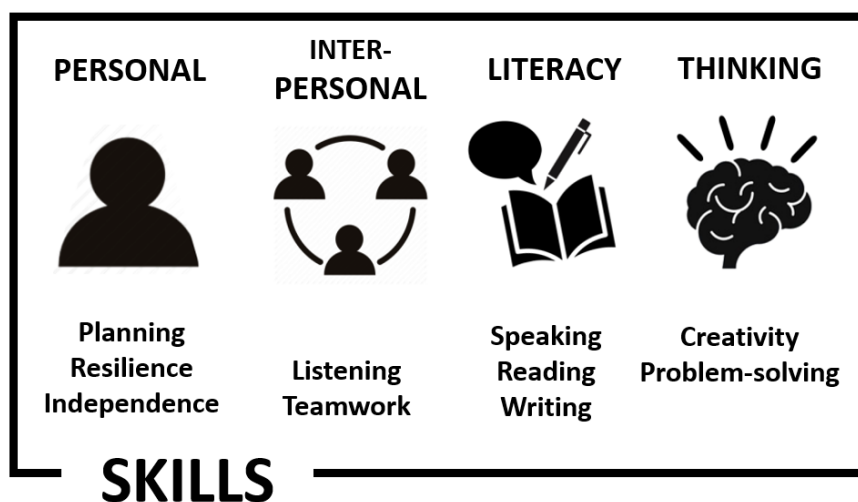 PERSONAL
Planning
Resilience
Independence
INTER-
PERSONAL
Listening
Teamwork
LITERACY
Speaking
Reading
Writing
THINKING
Creativity
Problem-solving
SKILLS